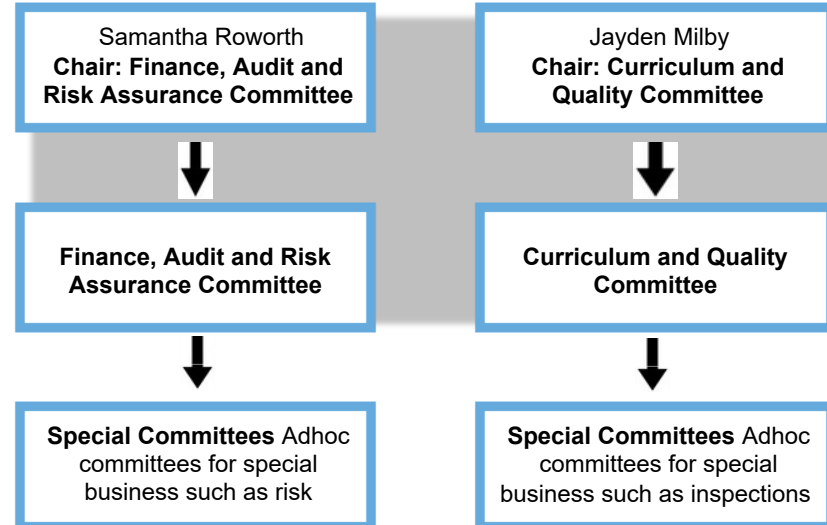 Samantha Roworth
Chair: Finance, Audit and
Risk Assurance Committee
Jayden Milby
Chair: Curriculum and
Quality Committee
Finance, Audit and Risk
Assurance Committee
Curriculum and Quality
Committee
Special Committees Adhoc
committees for special
business such as risk
Special Committees Adhoc
committees for special
business such as inspections